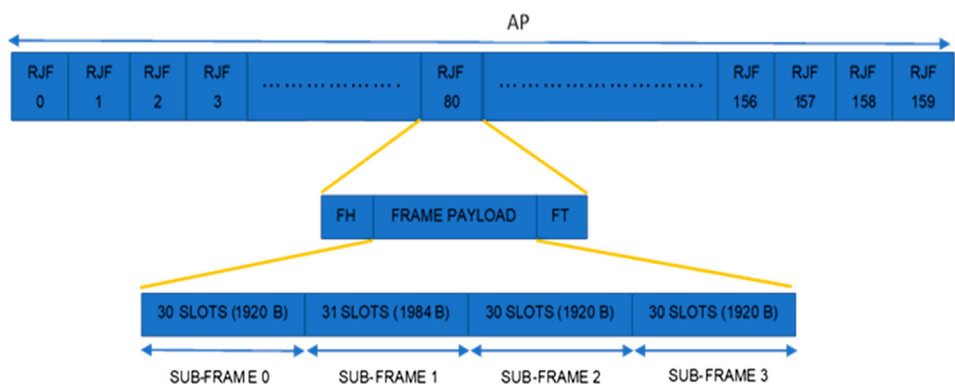 AP
RJF 0 RJF 1 RJF 2 RJF 3 ................. RJF 80 ........................ RJF 156 RJF 157 RJF 158 RJF 159
FH FRAME PAYLOAD FT
30 SLOTS (1920 B) 31 SLOTS (1984 B) 30 SLOTS (1920 B) 30 SLOTS (1920 B)
SUB-FRAME 0 SUB-FRAME 1 SUB-FRAME 2 SUB-FRAME 3